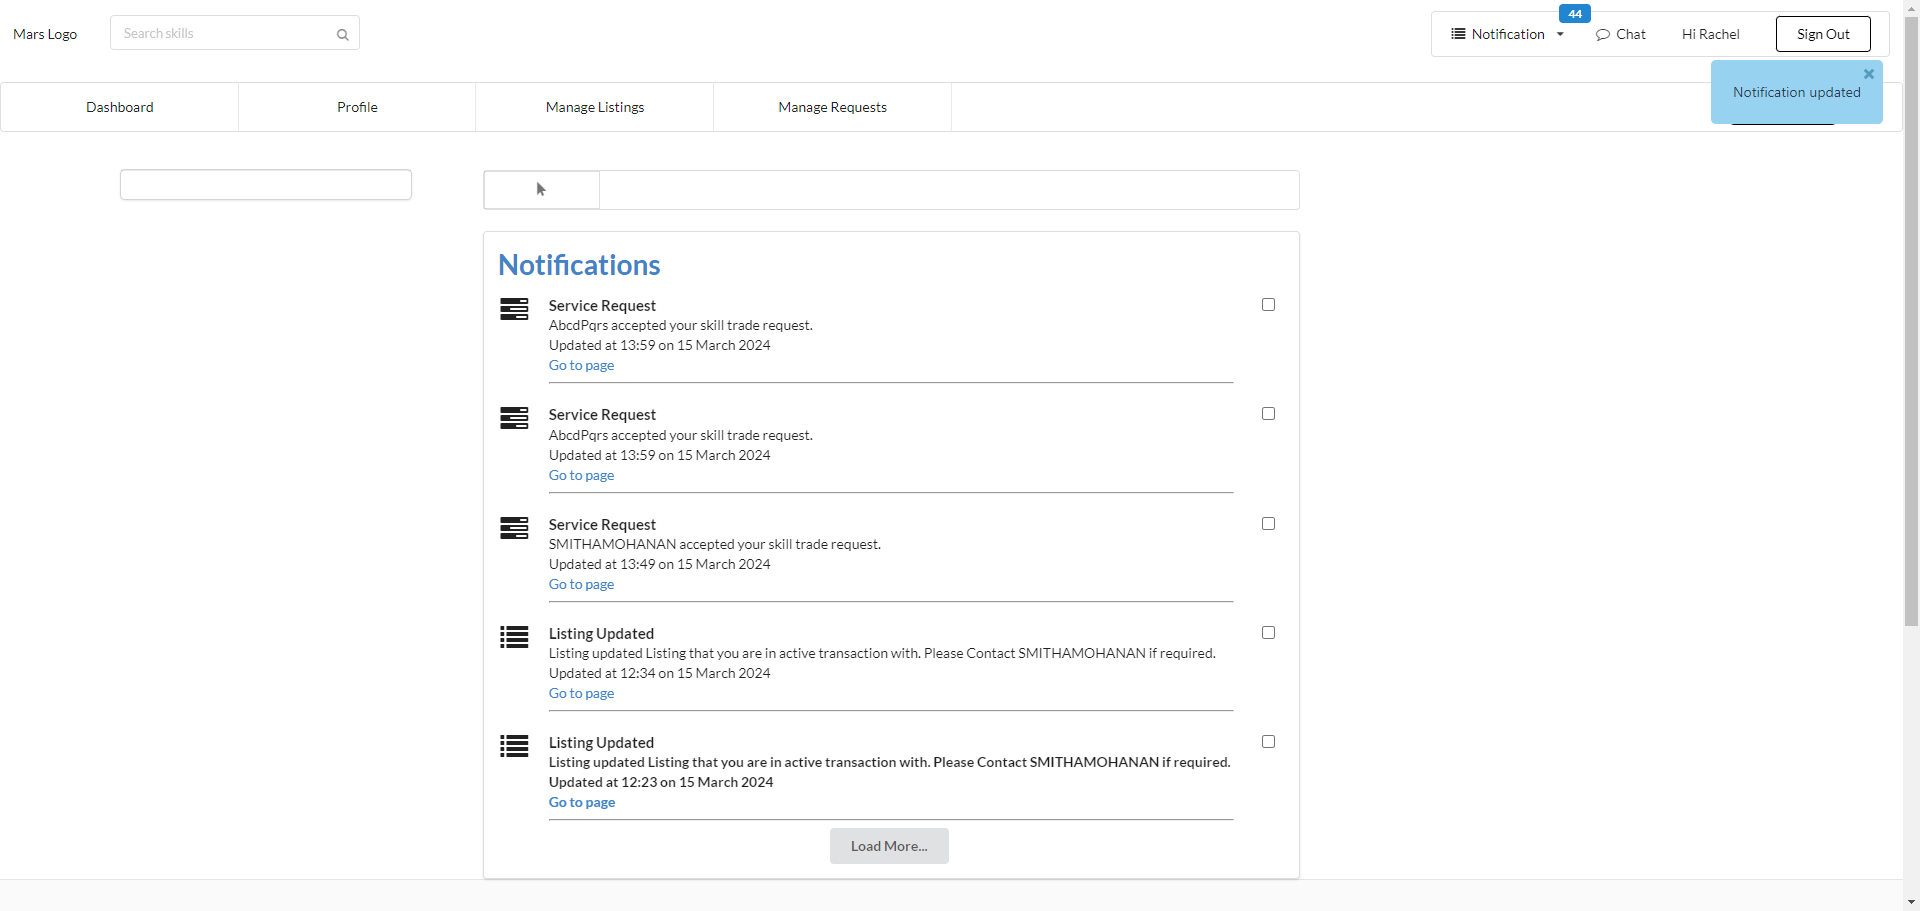 Mars Logo
Search skills
44
Notification
Chat
Hi Rachel
Sign Out
Notification updated
Dashboard
Profile
Manage Listings
Manage Requests
Notifications
Service Request
AbcdPqrs accepted your skill trade request.
Updated at 13:59 on 15 March 2024
Go to page
Service Request
AbcdPqrs accepted your skill trade request.
Updated at 13:59 on 15 March 2024
Go to page
Service Request
SMITHAMOHANAN accepted your skill trade request.
Updated at 13:49 on 15 March 2024
Go to page
Listing Updated
Listing updated Listing that you are in active transaction with. Please Contact SMITHAMOHANAN if required.
Updated at 12:34 on 15 March 2024
Go to page
Listing Updated
Listing updated Listing that you are in active transaction with. Please Contact SMITHAMOHANAN if required.
Updated at 12:23 on 15 March 2024
Go to page
Load More...